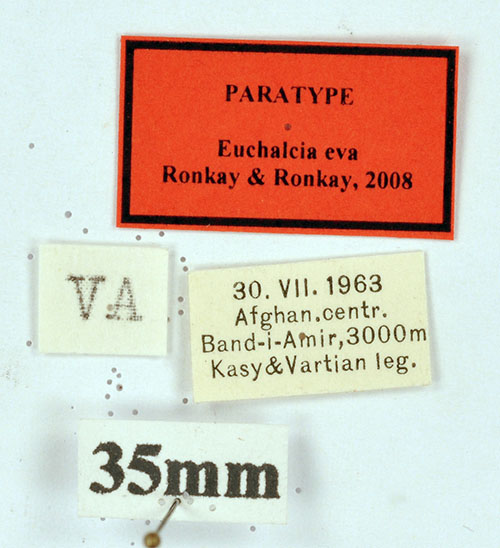 PARATYPE
Euchalcia eva
Ronkay & Ronkay, 2008
VA
30. VII. 1963
Afghan.centr.
Band-i-Amir,3000m
Kasy&Vartian leg.
35mm